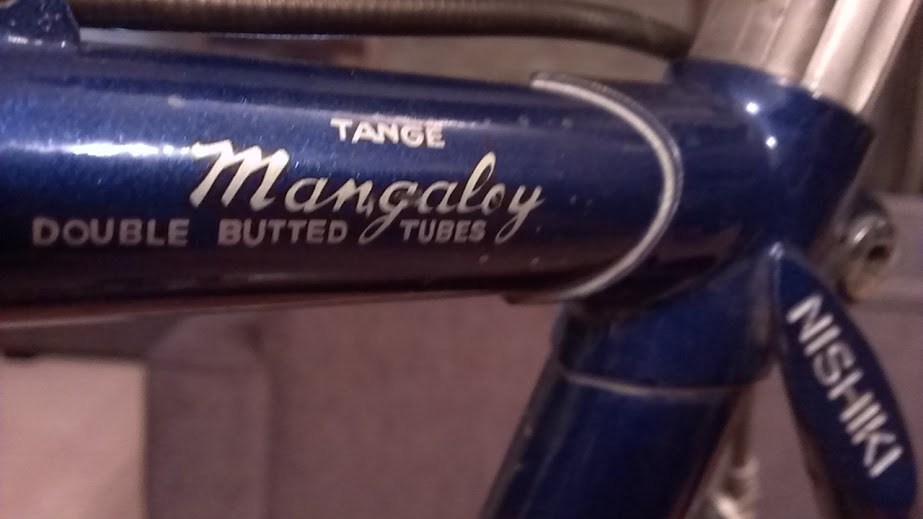 TANGE
Mangaloy
DOUBLE BUTTED TUBES
NISHIKI